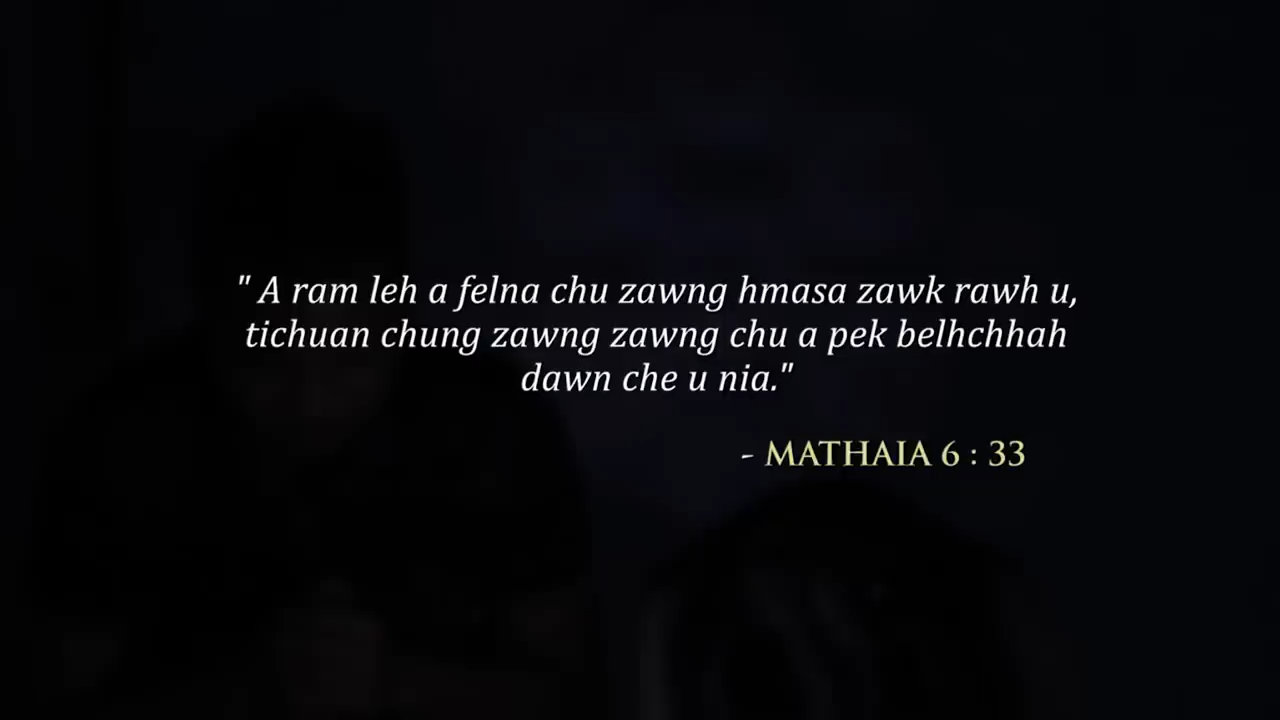 " A ram leh a felna chu zawng hmasa zawk rawh u,
tichuan chung zawng zawng chu a pek belhchhah
dawn che u nia."
- MATHAIA 6 : 33